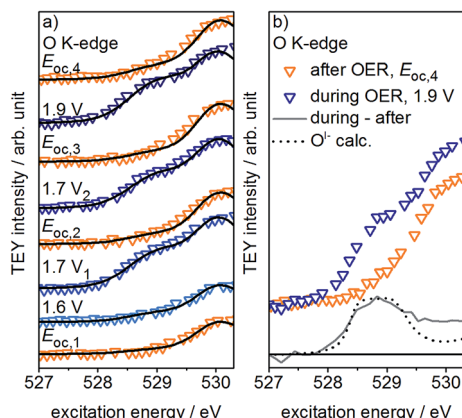 a)
O K-edge
E_oc,4
1.9 V
E_oc,3
1.7 V_2
E_oc,2
1.7 V_1
1.6 V
E_oc,1
TEY intensity / arb. unit
527 528 529 530
excitation energy / eV
b)
O K-edge
after OER, E_oc,4
during OER, 1.9 V
during - after
O^I- calc.
TEY intensity / arb. unit
527 528 529 530
excitation energy / eV